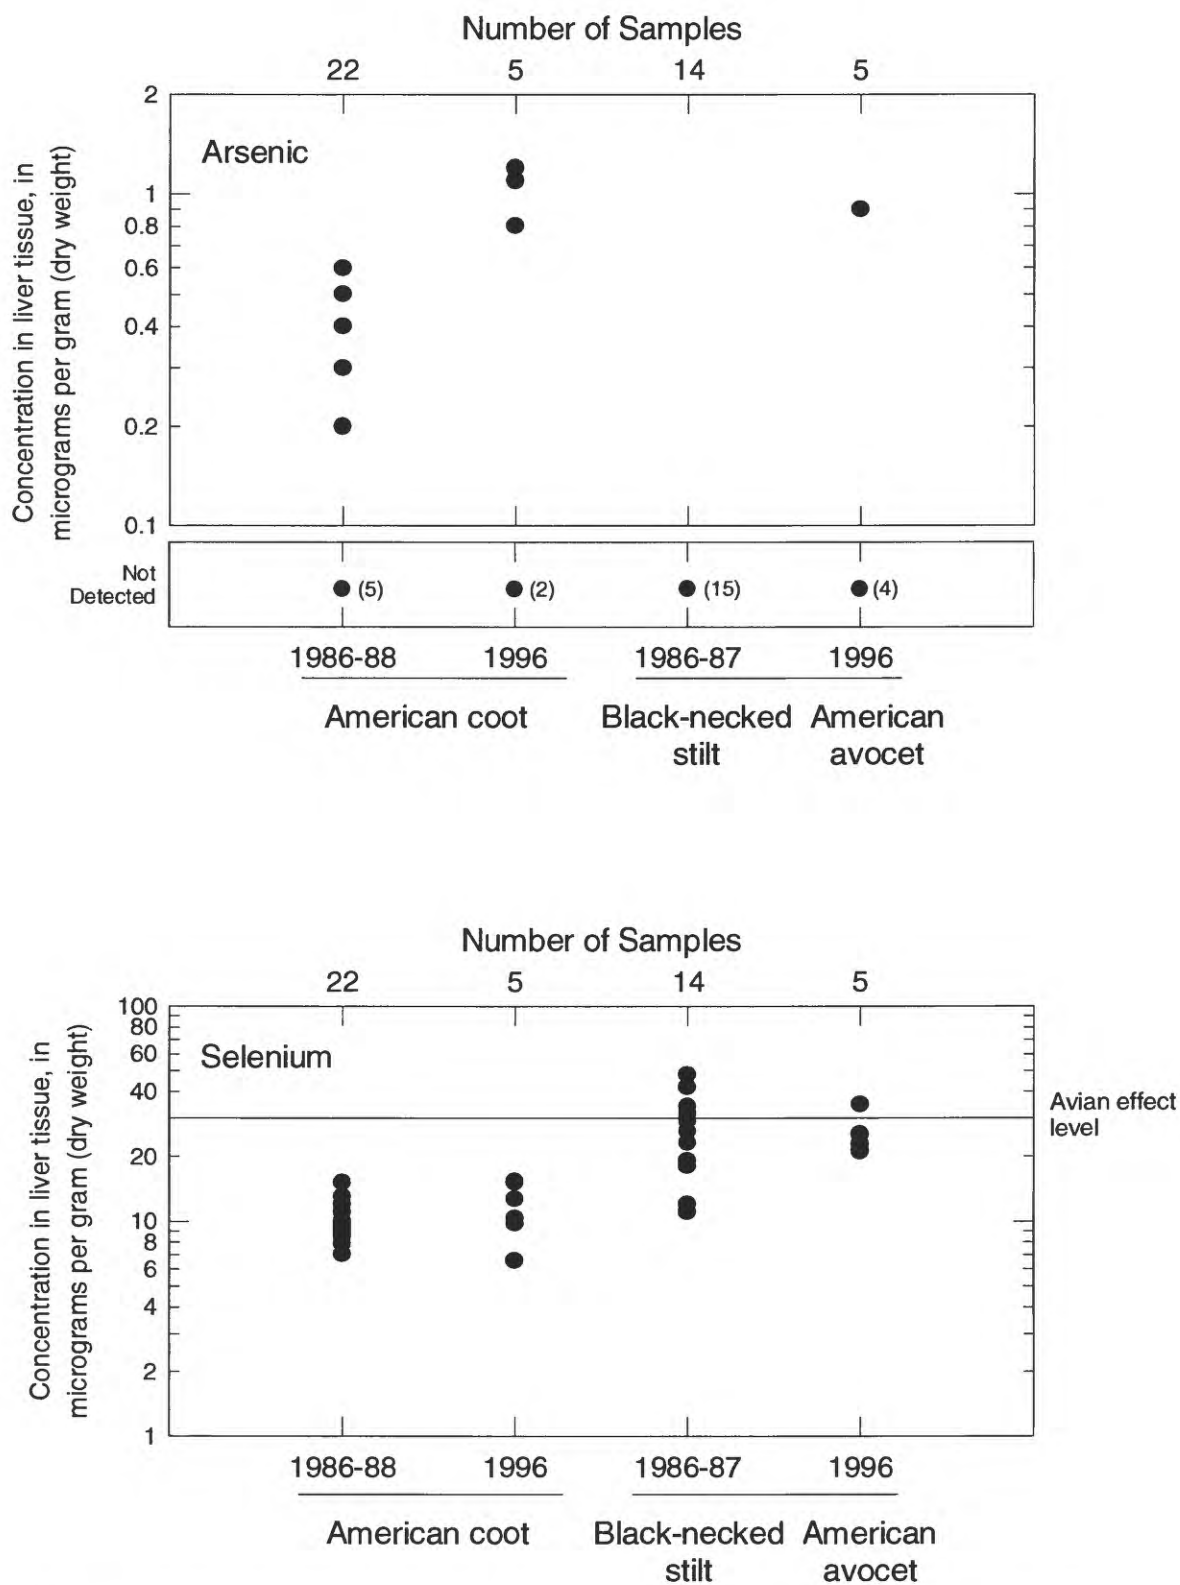 Number of Samples
22 5 14 5
Arsenic
Concentration in liver tissue, in
micrograms per gram (dry weight)
2
1
0.8
0.6
0.4
0.2
0.1
Not
Detected
(5) (2) (15) (4)
1986-88 1996 1986-87 1996
American coot Black-necked American
stilt avocet
Number of Samples
22 5 14 5
Selenium
Concentration in liver tissue, in
micrograms per gram (dry weight)
100
80
60
40
20
10
8
6
4
2
1
Avian effect
level
1986-88 1996 1986-87 1996
American coot Black-necked American
stilt avocet